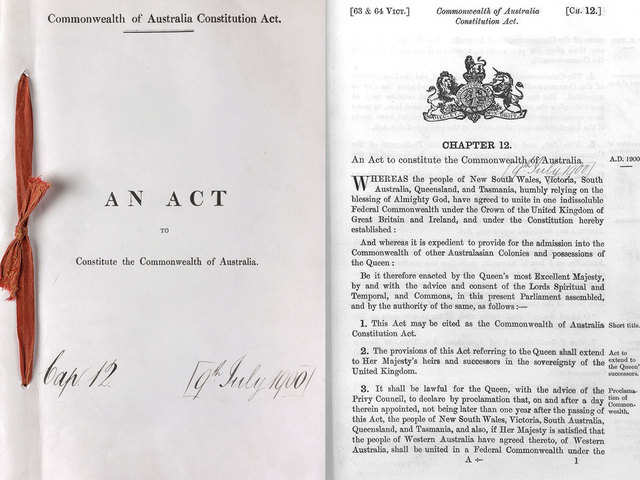 Commonwealth of Australia Constitution Act.
AN ACT
TO
Constitute the Commonwealth of Australia.
Cap 12
[9th July 1900]
[63 & 64 VICT.] Commonwealth of Australia [CH. 12.]
Constitution Act.
CHAPTER 12.
An Act to constitute the Commonwealth of Australia. A.D. 1900
[9th July 1900]
WHEREAS the people of New South Wales, Victoria, South
Australia, Queensland, and Tasmania, humbly relying on the
blessing of Almighty God, have agreed to unite in one indissoluble
Federal Commonwealth under the Crown of the United Kingdom of
Great Britain and Ireland, and under the Constitution hereby
established :
And whereas it is expedient to provide for the admission into the
Commonwealth of other Australasian Colonies and possessions of
the Queen :
Be it therefore enacted by the Queen's most Excellent Majesty,
by and with the advice and consent of the Lords Spiritual and
Temporal, and Commons, in this present Parliament assembled,
and by the authority of the same, as follows :—
1. This Act may be cited as the Commonwealth of Australia Short title.
Constitution Act.
2. The provisions of this Act referring to the Queen shall extend
to Her Majesty's heirs and successors in the sovereignty of the
United Kingdom.
Act to
extend to
the Queen's
successors.
3. It shall be lawful for the Queen, with the advice of the
Privy Council, to declare by proclamation that, on and after a day
therein appointed, not being later than one year after the passing of
this Act, the people of New South Wales, Victoria, South Australia,
Queensland, and Tasmania, and also, if Her Majesty is satisfied that
the people of Western Australia have agreed thereto, of Western
Australia, shall be united in a Federal Commonwealth under the
Proclama-
tion of
Common-
wealth.
A 1